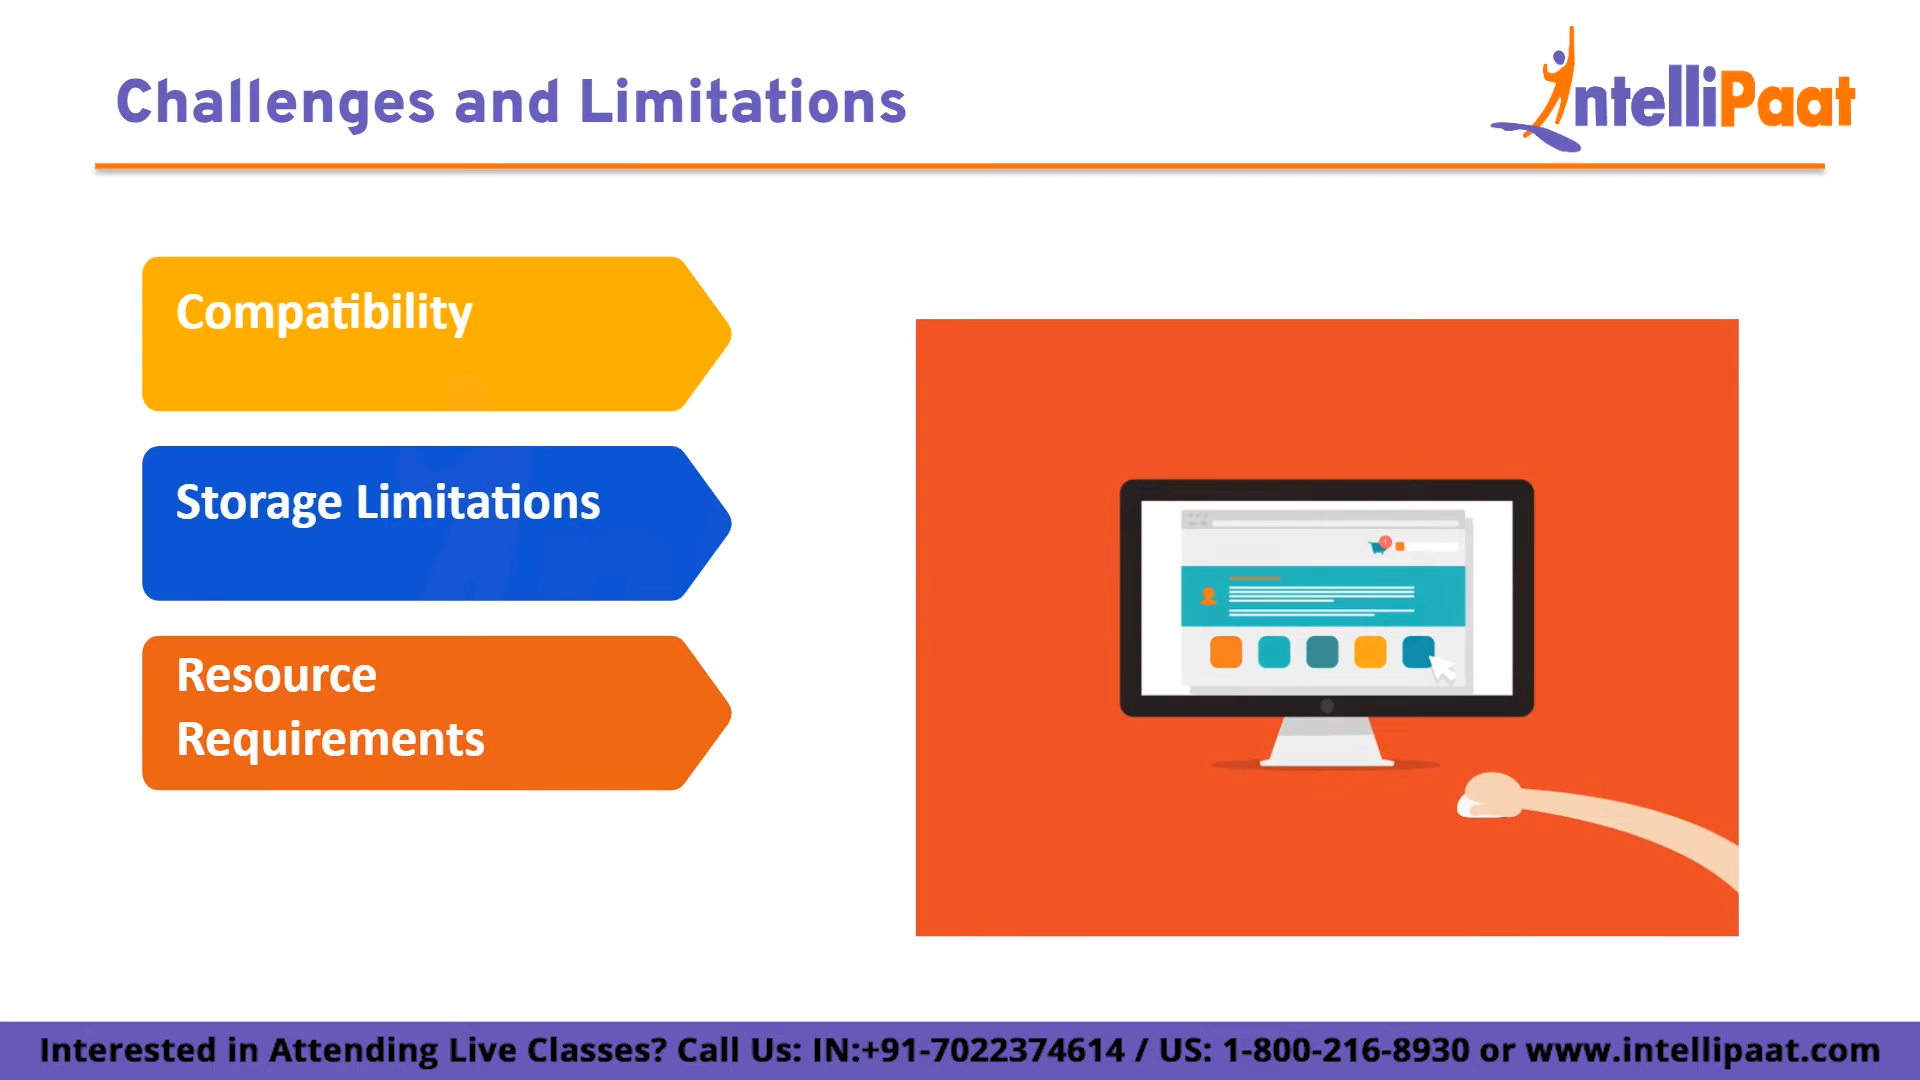 Challenges and Limitations
IntelliPaat
Compatibility
Storage Limitations
Resource
Requirements
Interested in Attending Live Classes? Call Us: IN:+91-7022374614 / US: 1-800-216-8930 or www.intellipaat.com